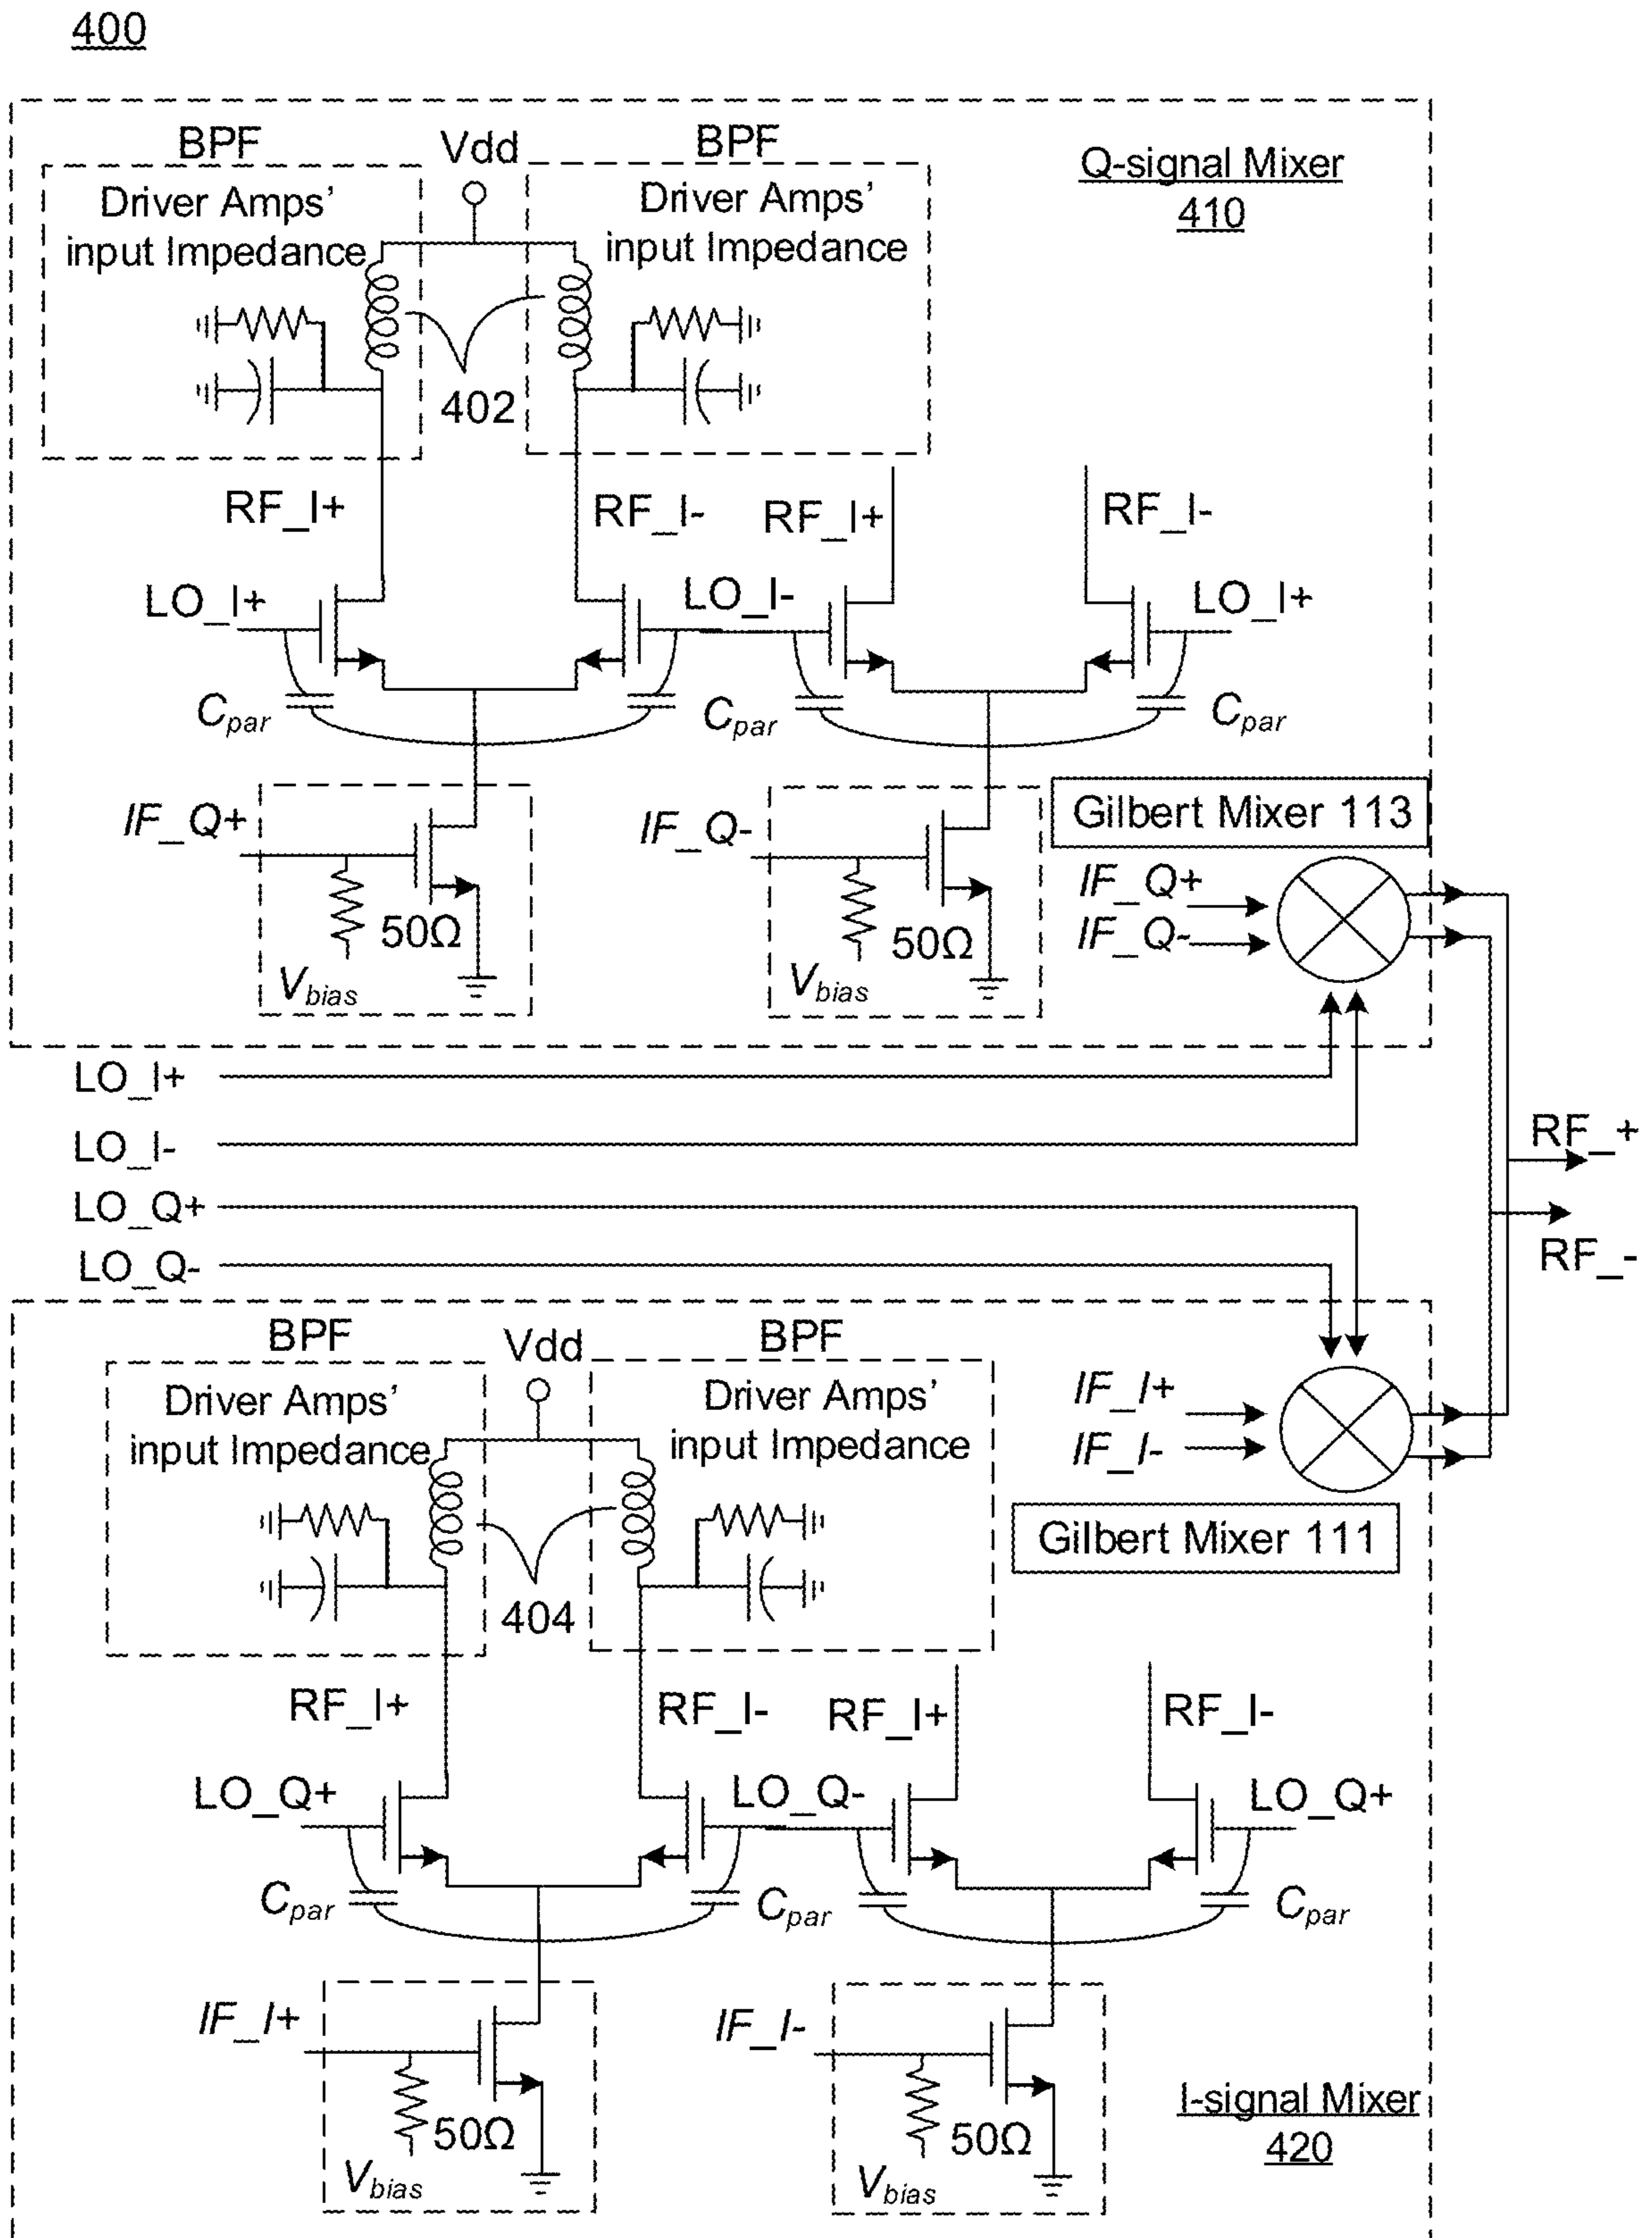 400
BPF
Vdd
BPF
Q-signal Mixer
410
Driver Amps'
input Impedance
Driver Amps'
input Impedance
402
RF_I+
RF_I-
RF_I+
RF_I-
LO_I+
LO_I-
LO_I+
Cpar
Cpar
Cpar
IF_Q+
50Ω
Vbias
IF_Q-
50Ω
Vbias
Gilbert Mixer 113
IF_Q+
IF_Q-
LO_I+
LO_I-
LO_Q+
LO_Q-
RF_+
RF_-
BPF
Vdd
BPF
Driver Amps'
input Impedance
Driver Amps'
input Impedance
IF_I+
IF_I-
Gilbert Mixer 111
404
RF_I+
RF_I-
RF_I+
RF_I-
LO_Q+
LO_Q-
LO_Q+
Cpar
Cpar
Cpar
IF_I+
50Ω
Vbias
IF_I-
50Ω
Vbias
I-signal Mixer
420